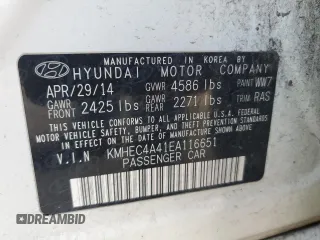 MANUFACTURED IN KOREA BY
HYUNDAI MOTOR COMPANY
APR/29/14 GVWR 4586 lbs PAINT WW7
GAWR FRONT 2425 lbs GAWR REAR 2271 lbs TRIM RAS
THIS VEHICLE CONFORMS TO ALL APPLICABLE FEDERAL
MOTOR VEHICLE SAFETY, BUMPER, AND THEFT PREVENTION
STANDARDS IN EFFECT ON THE DATE OF
MANUFACTURE SHOWN ABOVE.
V.I.N KMHEC4A41EA116651
PASSENGER CAR
© AUTOBIDCAR